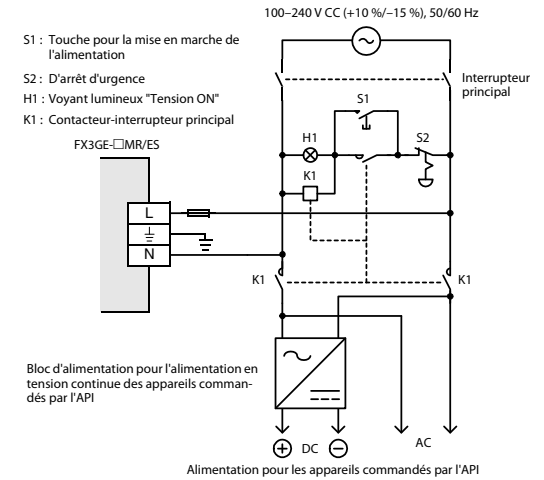 100–240 V CC (+10 %/–15 %), 50/60 Hz
S1 : Touche pour la mise en marche de
l'alimentation
S2 : D'arrêt d'urgence
H1 : Voyant lumineux "Tension ON"
K1 : Contacteur-interrupteur principal
FX3GE-□MR/ES
Interrupteur
principal
S1
H1
S2
K1
L
N
K1
K1
Bloc d'alimentation pour l'alimentation en
tension continue des appareils comman-
dés par l'API
DC
AC
Alimentation pour les appareils commandés par l'API